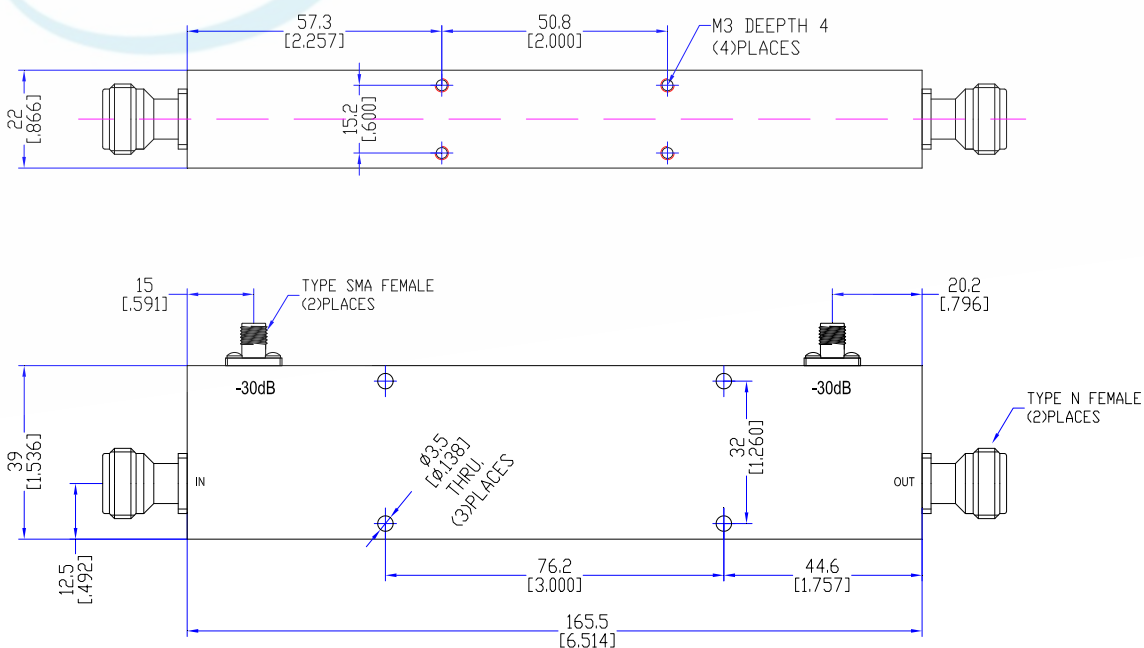 57.3
[2.257]
50.8
[2.000]
M3 DEEPTH 4
(4)PLACES
22
[.866]
15.2
[.600]
15
[.591]
TYPE SMA FEMALE
(2)PLACES
20.2
[.796]
-30dB
-30dB
TYPE N FEMALE
(2)PLACES
39
[1.536]
IN
Ø3.5
[Ø.138]
THRU.
(3)PLACES
32
[1.260]
OUT
12.5
[.492]
76.2
[3.000]
44.6
[1.757]
165.5
[6.514]